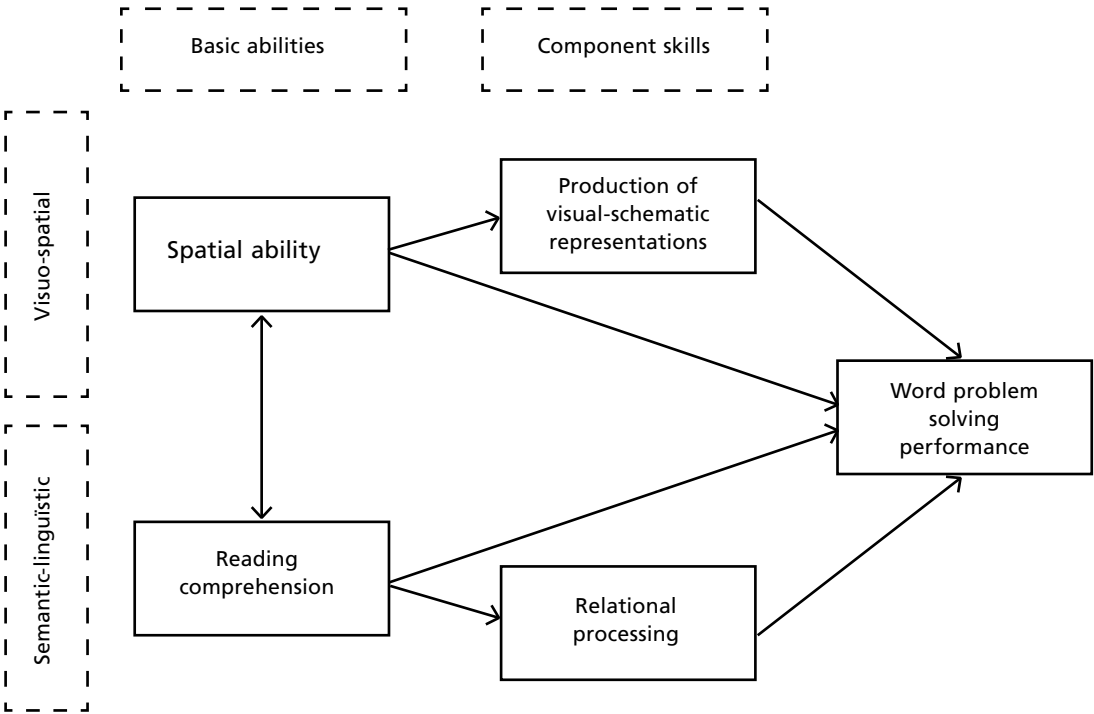 Basic abilities
Component skills
Visuo-spatial
Production of
visual-schematic
representations
Spatial ability
Word problem
solving
performance
Semantic-linguïstic
Reading
comprehension
Relational
processing